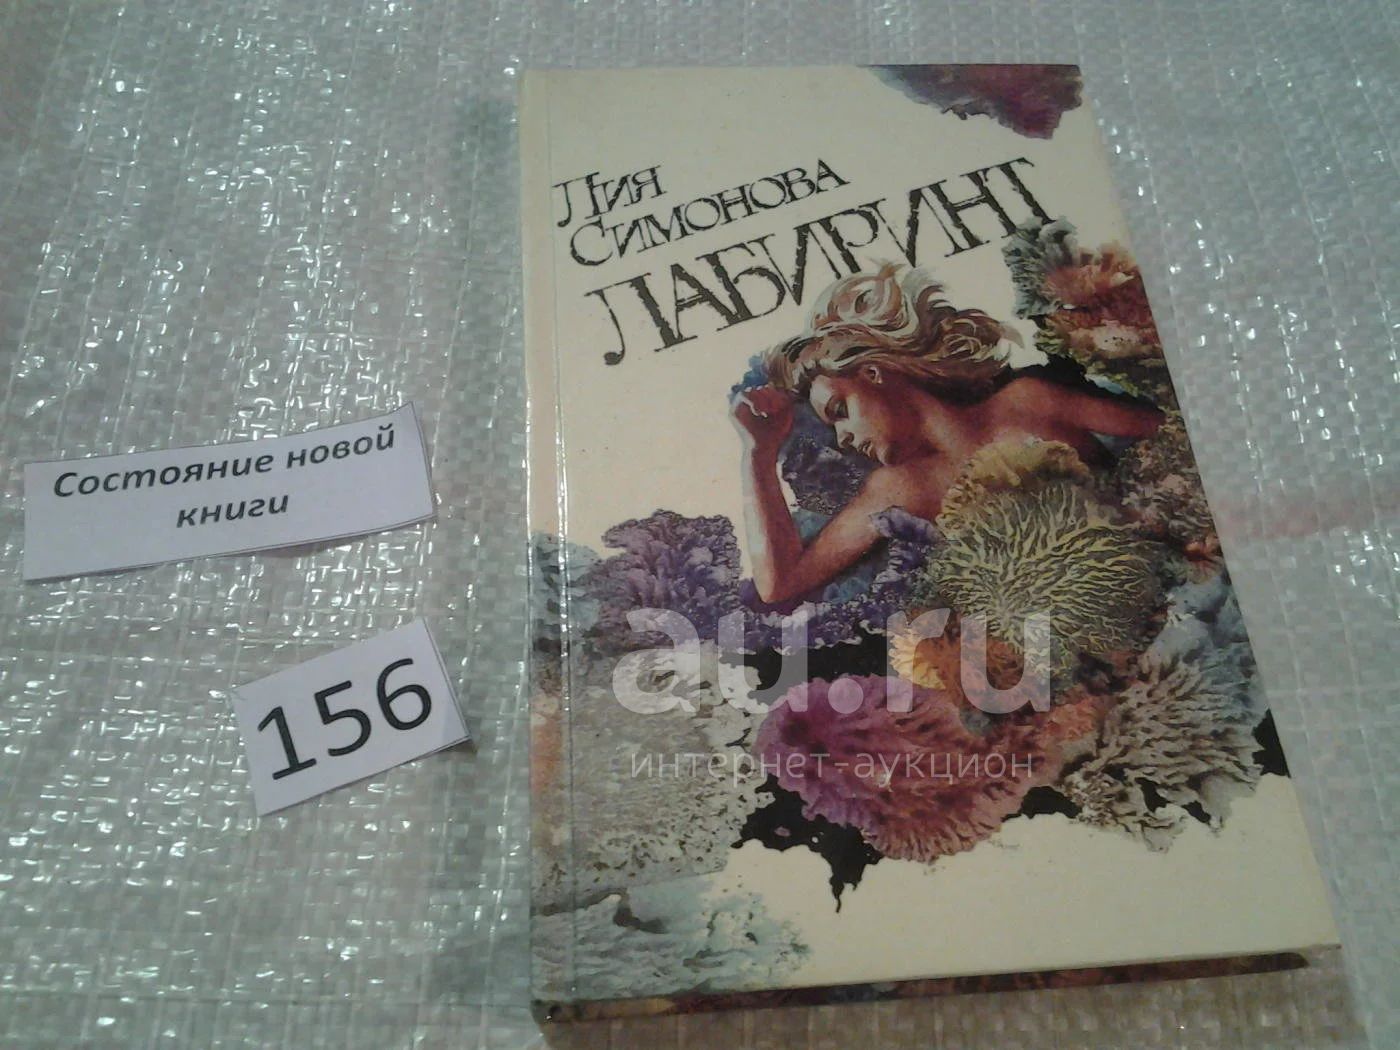 Лия
Симонова
Лабиринт
Состояние новой
книги
156
au.ru
интернет-аукцион